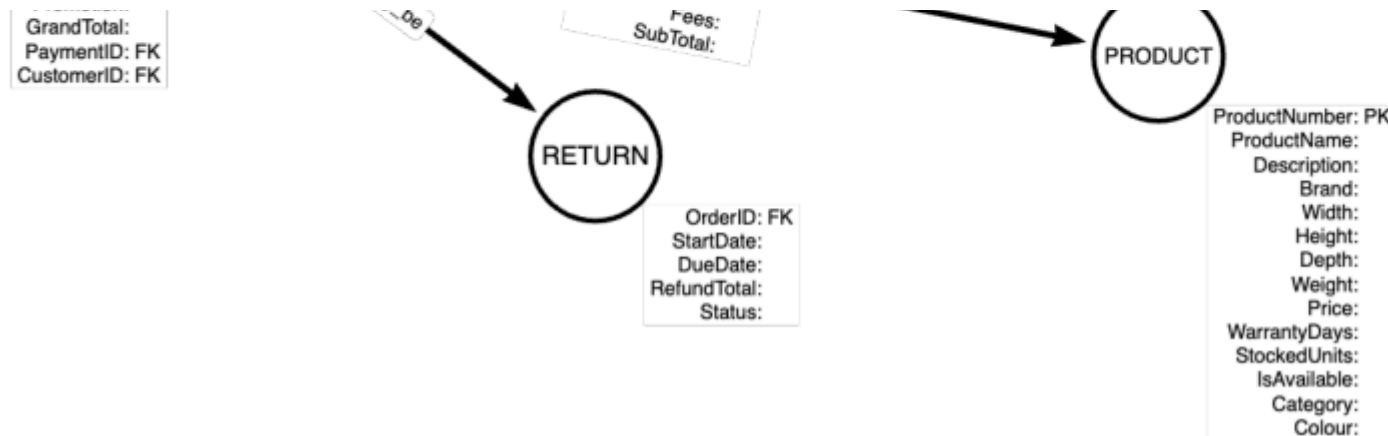 GrandTotal:
PaymentID: FK
CustomerID: FK
_be
Fees:
SubTotal:
RETURN
OrderID: FK
StartDate:
DueDate:
RefundTotal:
Status:
PRODUCT
ProductNumber: PK
ProductName:
Description:
Brand:
Width:
Height:
Depth:
Weight:
Price:
WarrantyDays:
StockedUnits:
IsAvailable:
Category:
Colour: